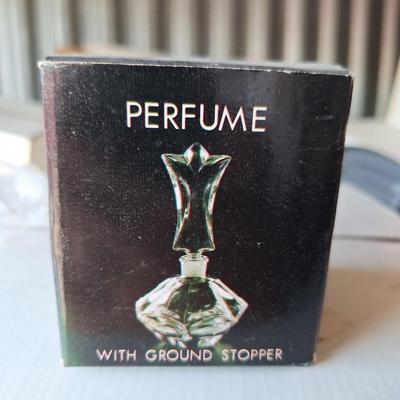 PERFUME
WITH GROUND STOPPER